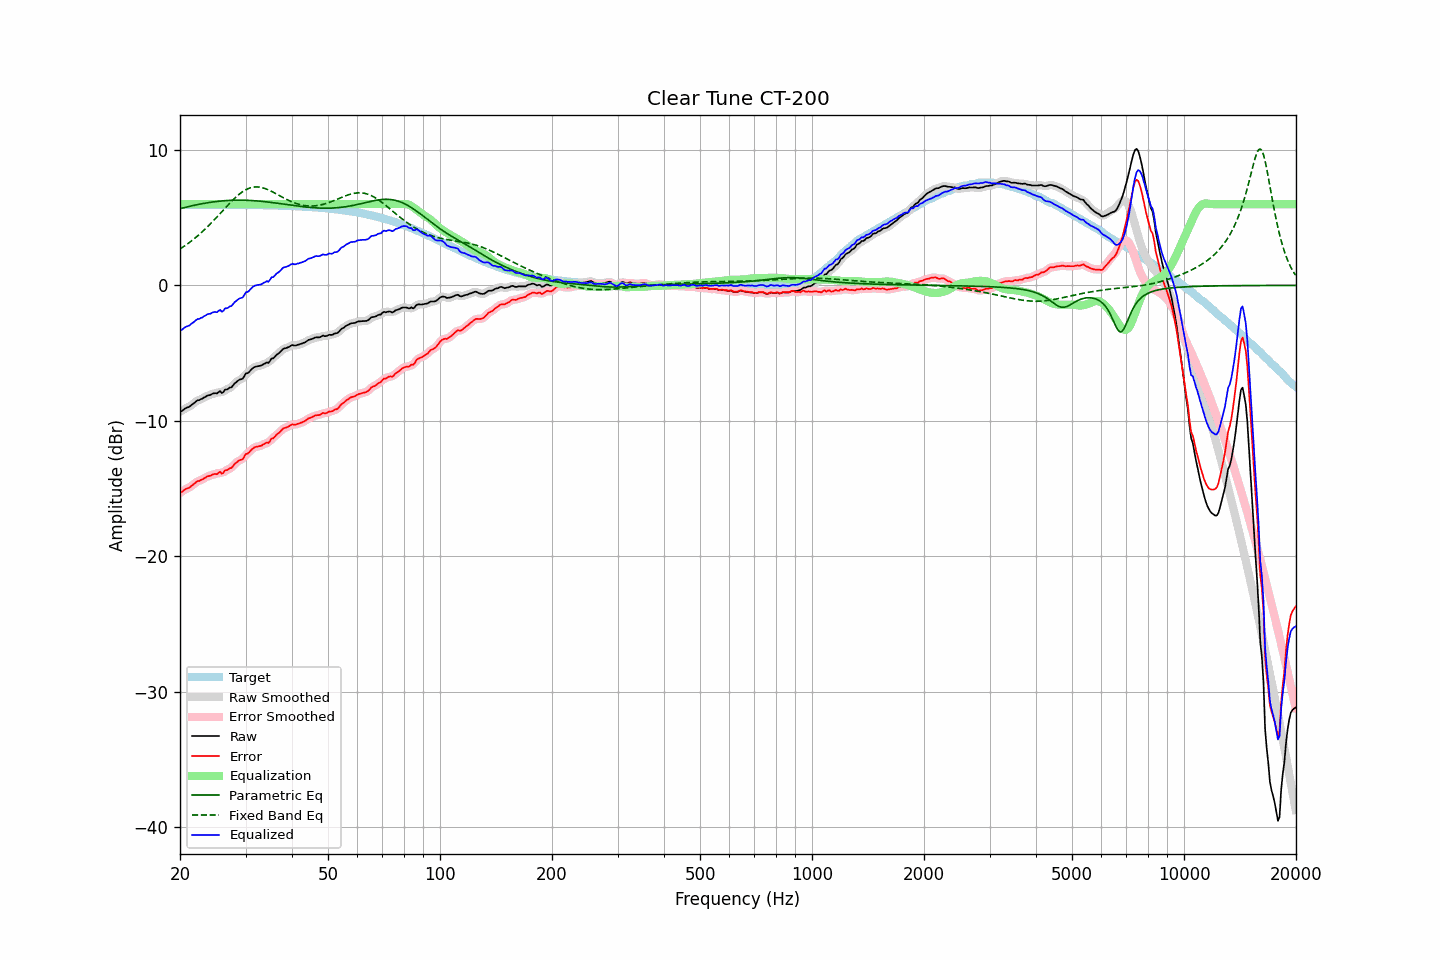 Clear Tune CT-200
10
0
−10
−20
−30
−40
Amplitude (dBr)
Target
Raw Smoothed
Error Smoothed
Raw
Error
Equalization
Parametric Eq
Fixed Band Eq
Equalized
20 50 100 200 500 1000 2000 5000 10000 20000
Frequency (Hz)